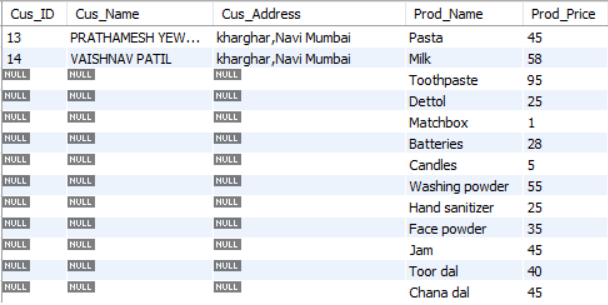 Cus_ID Cus_Name Cus_Address Prod_Name Prod_Price
13 PRATHAMESH YEW... kharghar,Navi Mumbai Pasta 45
14 VAISHNAV PATIL kharghar,Navi Mumbai Milk 58
NULL NULL NULL Toothpaste 95
NULL NULL NULL Dettol 25
NULL NULL NULL Matchbox 1
NULL NULL NULL Batteries 28
NULL NULL NULL Candles 5
NULL NULL NULL Washing powder 55
NULL NULL NULL Hand sanitizer 25
NULL NULL NULL Face powder 35
NULL NULL NULL Jam 45
NULL NULL NULL Toor dal 40
NULL NULL NULL Chana dal 45